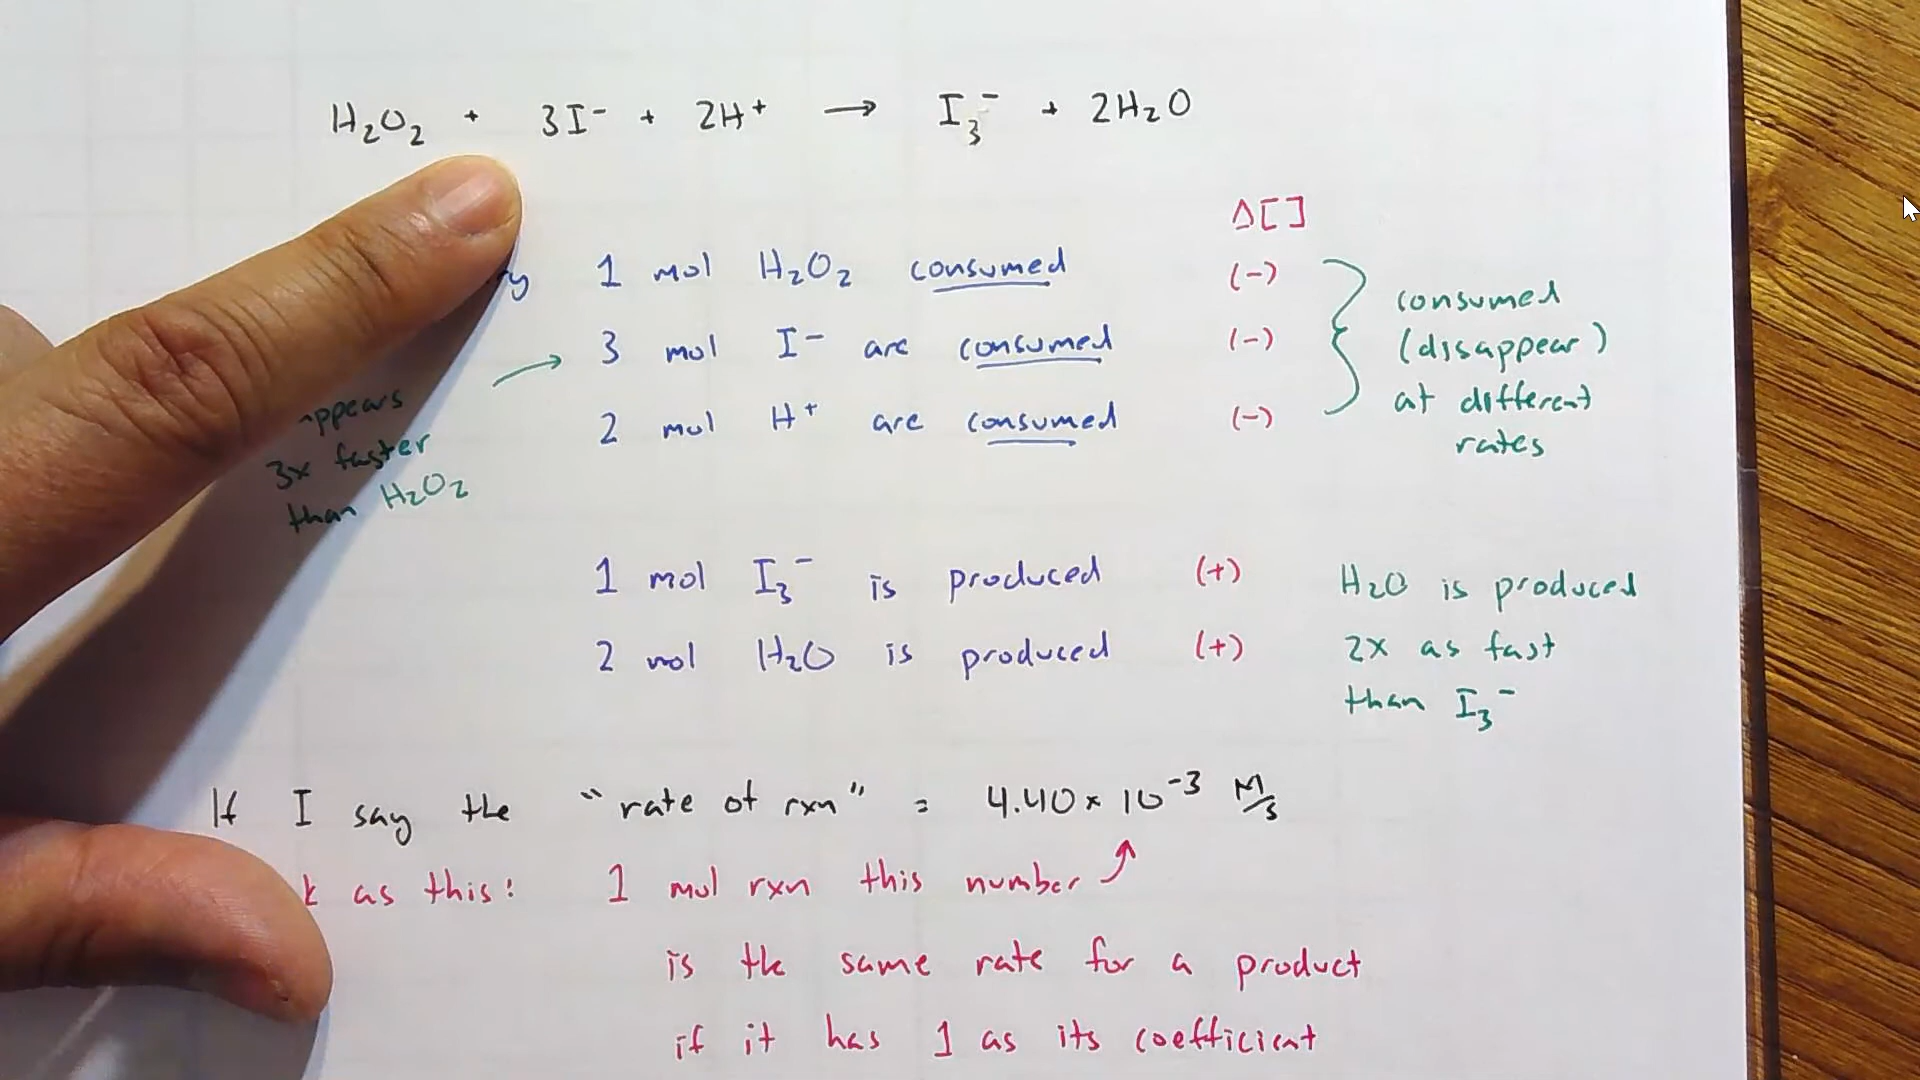 H₂O₂ + 3I⁻ + 2H⁺ → I₃⁻ + 2H₂O
Δ[]
1 mol H₂O₂ consumed (-)
3 mol I⁻ are consumed (-)
2 mol H⁺ are consumed (-)
consumed
(disappear)
at different
rates
3x faster
than H₂O₂
1 mol I₃⁻ is produced (+)
2 mol H₂O is produced (+)
H₂O is produced
2x as fast
than I₃⁻
If I say the "rate of rxn" = 4.40 × 10⁻³ M/s
as this: 1 mol rxn this number
is the same rate for a product
if it has 1 as its coefficient